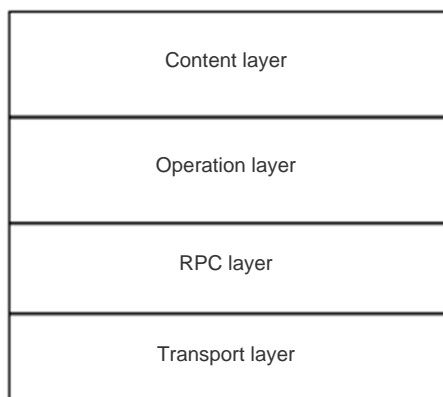 Content layer
Operation layer
RPC layer
Transport layer